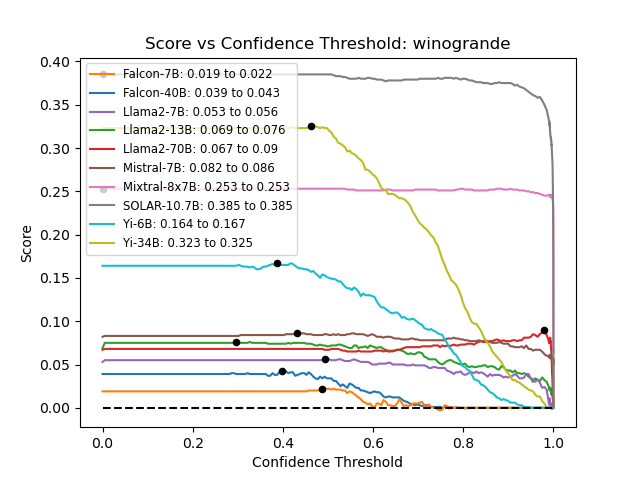 Score vs Confidence Threshold: winogrande
Score
0.40
0.35
0.30
0.25
0.20
0.15
0.10
0.05
0.00
Falcon-7B: 0.019 to 0.022
Falcon-40B: 0.039 to 0.043
Llama2-7B: 0.053 to 0.056
Llama2-13B: 0.069 to 0.076
Llama2-70B: 0.067 to 0.09
Mistral-7B: 0.082 to 0.086
Mixtral-8x7B: 0.253 to 0.253
SOLAR-10.7B: 0.385 to 0.385
Yi-6B: 0.164 to 0.167
Yi-34B: 0.323 to 0.325
0.0 0.2 0.4 0.6 0.8 1.0
Confidence Threshold